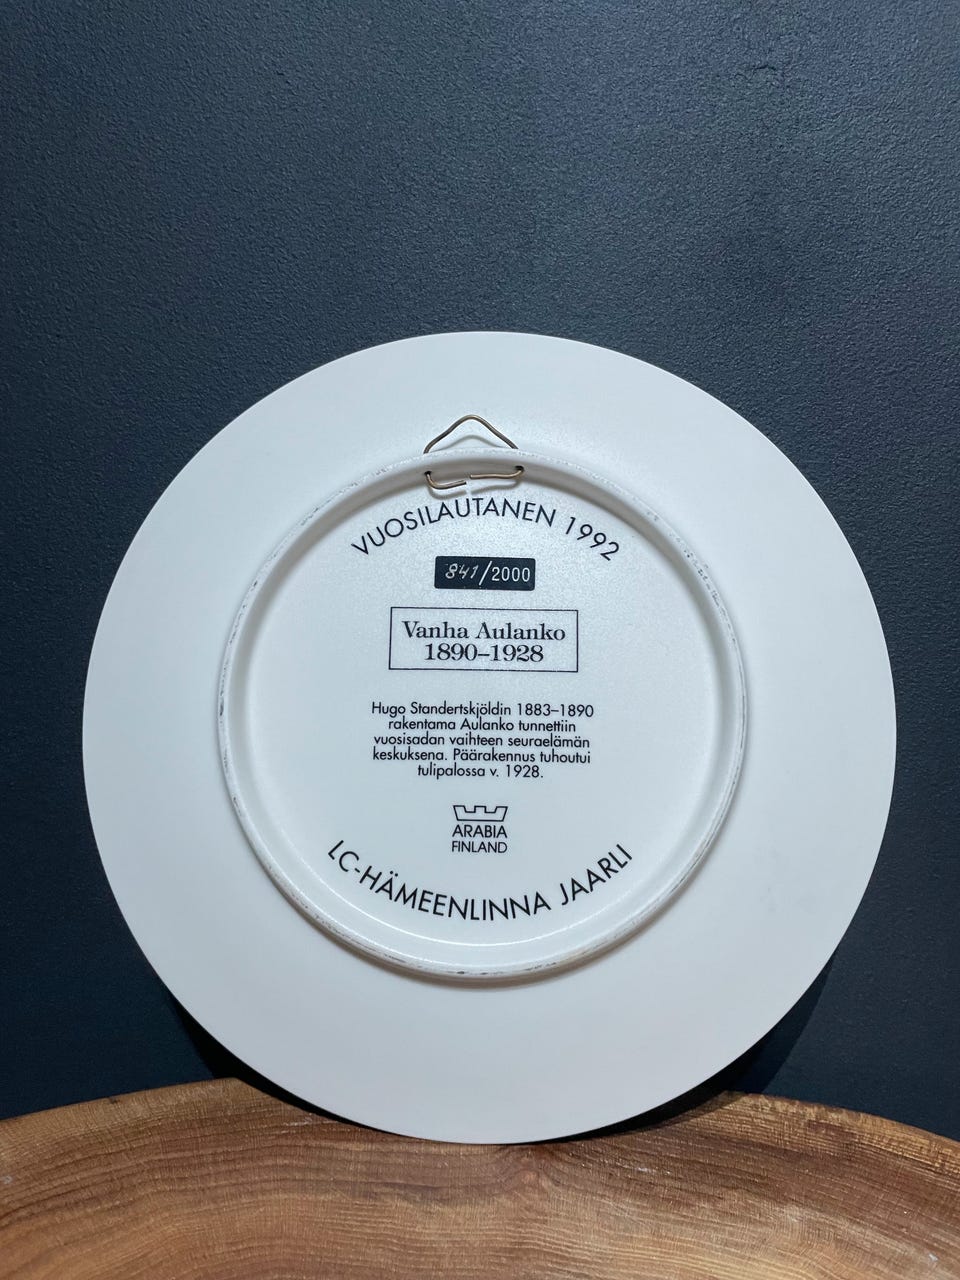 VUOSILAUTANEN 1992
841/2000
Vanha Aulanko
1890–1928
Hugo Standertskjöldin 1883–1890
rakentama Aulanko tunnettiin
vuosisadan vaihteen seuraelämän
keskuksena. Päärakennus tuhoutui
tulipalossa v. 1928.
ARABIA
FINLAND
LC-HÄMEENLINNA JAARLI